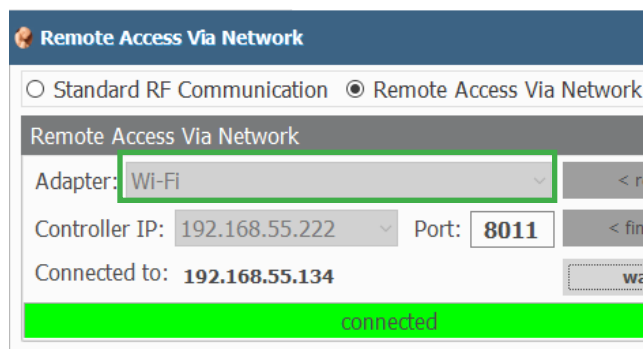 Remote Access Via Network
Standard RF Communication Remote Access Via Network
Remote Access Via Network
Adapter: Wi-Fi
Controller IP: 192.168.55.222 Port: 8011
Connected to: 192.168.55.134
connected